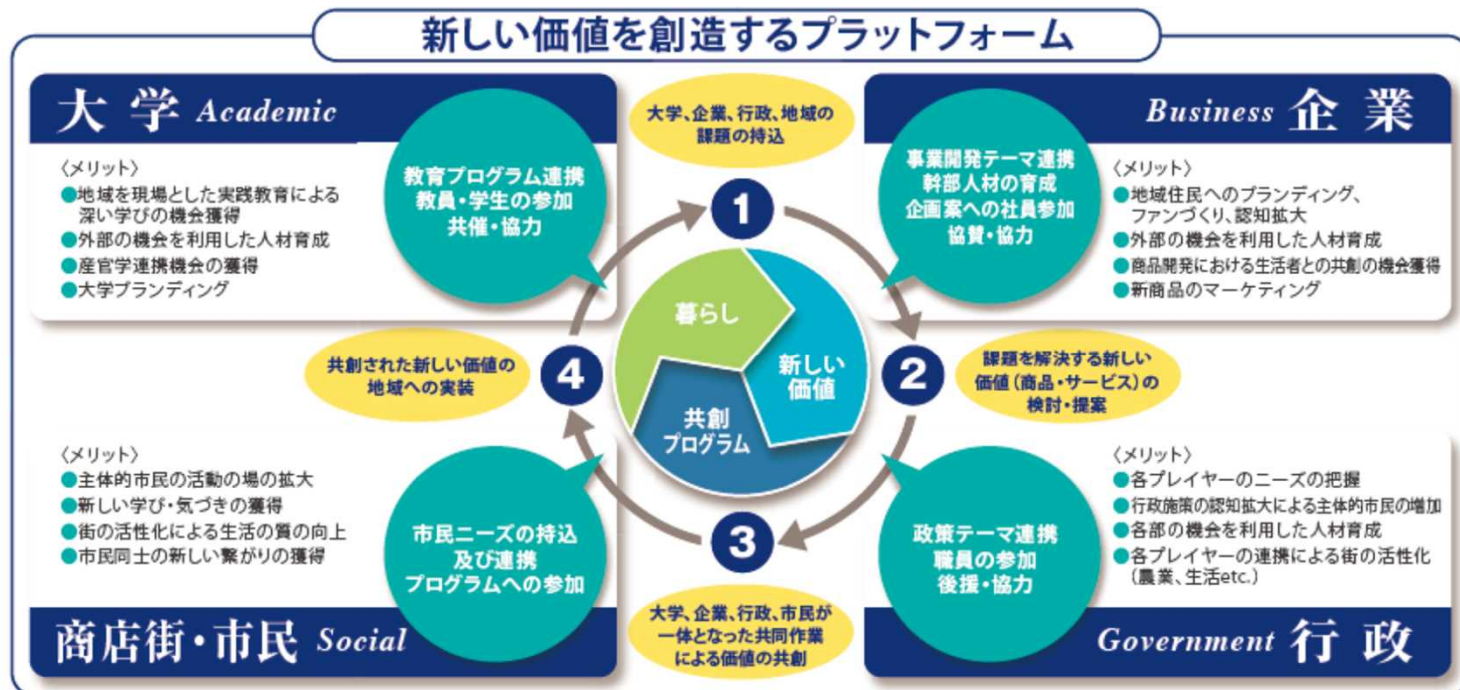 新しい価値を創造するプラットフォーム
大学 Academic
〈メリット〉
●地域を現場とした実践教育による
深い学びの機会獲得
●外部の機会を利用した人材育成
●産官学連携機会の獲得
●大学ブランディング
教育プログラム連携
教員・学生の参加
共催・協力
大学、企業、行政、地域の
課題の持込
Business 企業
事業開発テーマ連携
幹部人材の育成
企画案への社員参加
協賛・協力
〈メリット〉
●地域住民へのブランディング、
ファンづくり、認知拡大
●外部の機会を利用した人材育成
●商品開発における生活者との共創の機会獲得
●新商品のマーケティング
1
暮らし
新しい
価値
共創
プログラム
2
課題を解決する新しい
価値(商品・サービス)の
検討・提案
共創された新しい価値の
地域への実装
4
〈メリット〉
●主体的市民の活動の場の拡大
●新しい学び・気づきの獲得
●街の活性化による生活の質の向上
●市民同士の新しい繋がりの獲得
市民ニーズの持込
及び連携
プログラムへの参加
商店街・市民 Social
3
大学、企業、行政、市民が
一体となった共同作業
による価値の共創
政策テーマ連携
職員の参加
後援・協力
〈メリット〉
●各プレイヤーのニーズの把握
●行政施策の認知拡大による主体的市民の増加
●各部の機会を利用した人材育成
●各プレイヤーの連携による街の活性化
(農業、生活etc.)
Government 行政